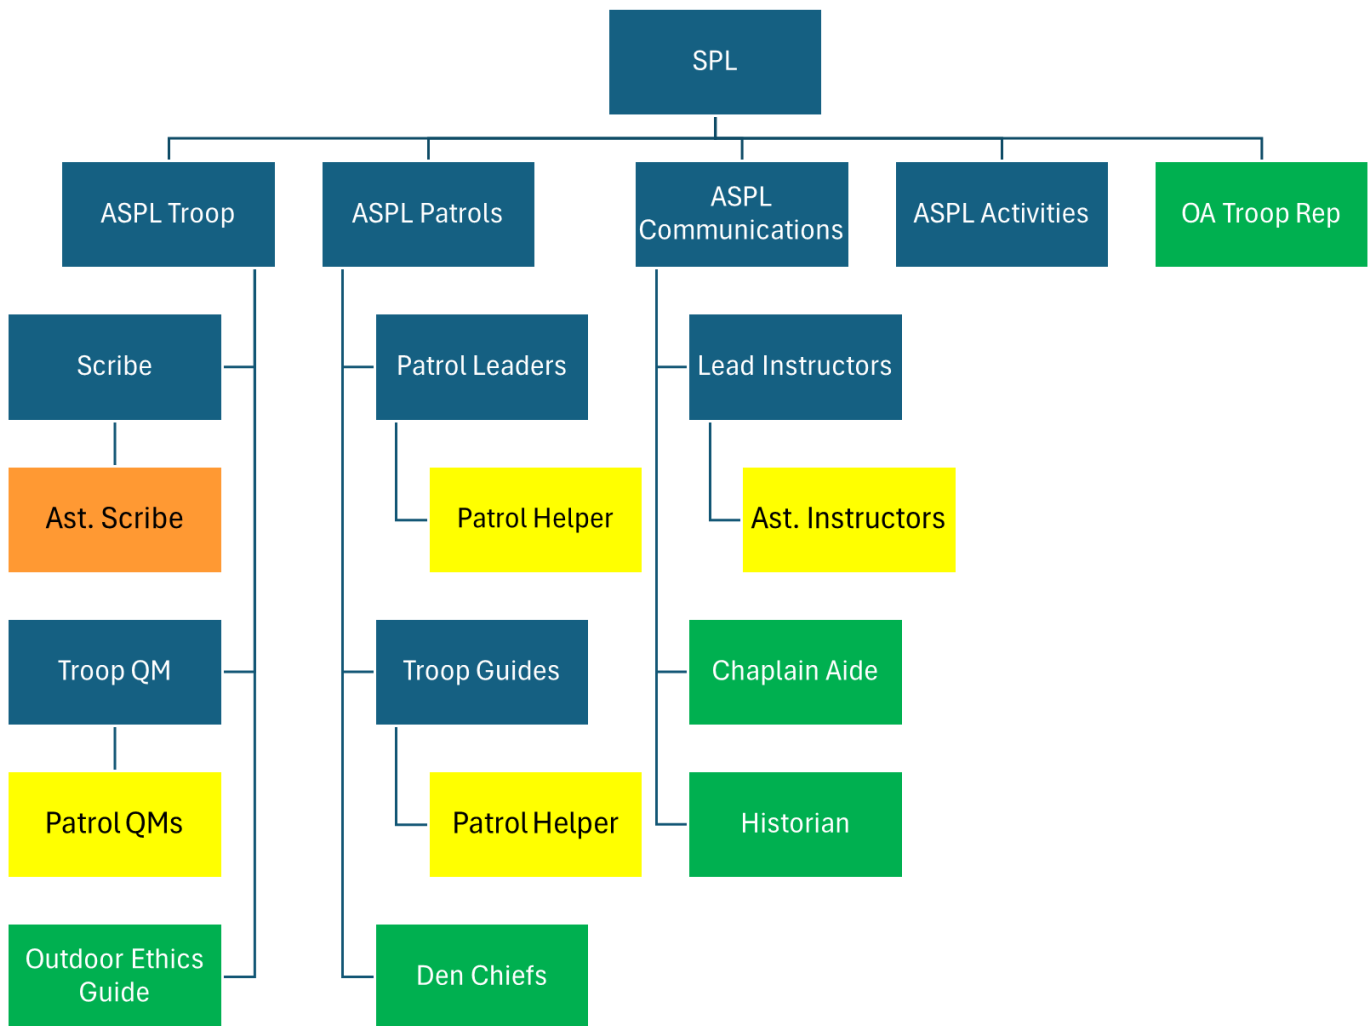 SPL
ASPL Troop
ASPL Patrols
ASPL
Communications
ASPL Activities
OA Troop Rep
Scribe
Patrol Leaders
Lead Instructors
Ast. Scribe
Patrol Helper
Ast. Instructors
Troop QM
Troop Guides
Chaplain Aide
Patrol QMs
Patrol Helper
Historian
Outdoor Ethics
Guide
Den Chiefs